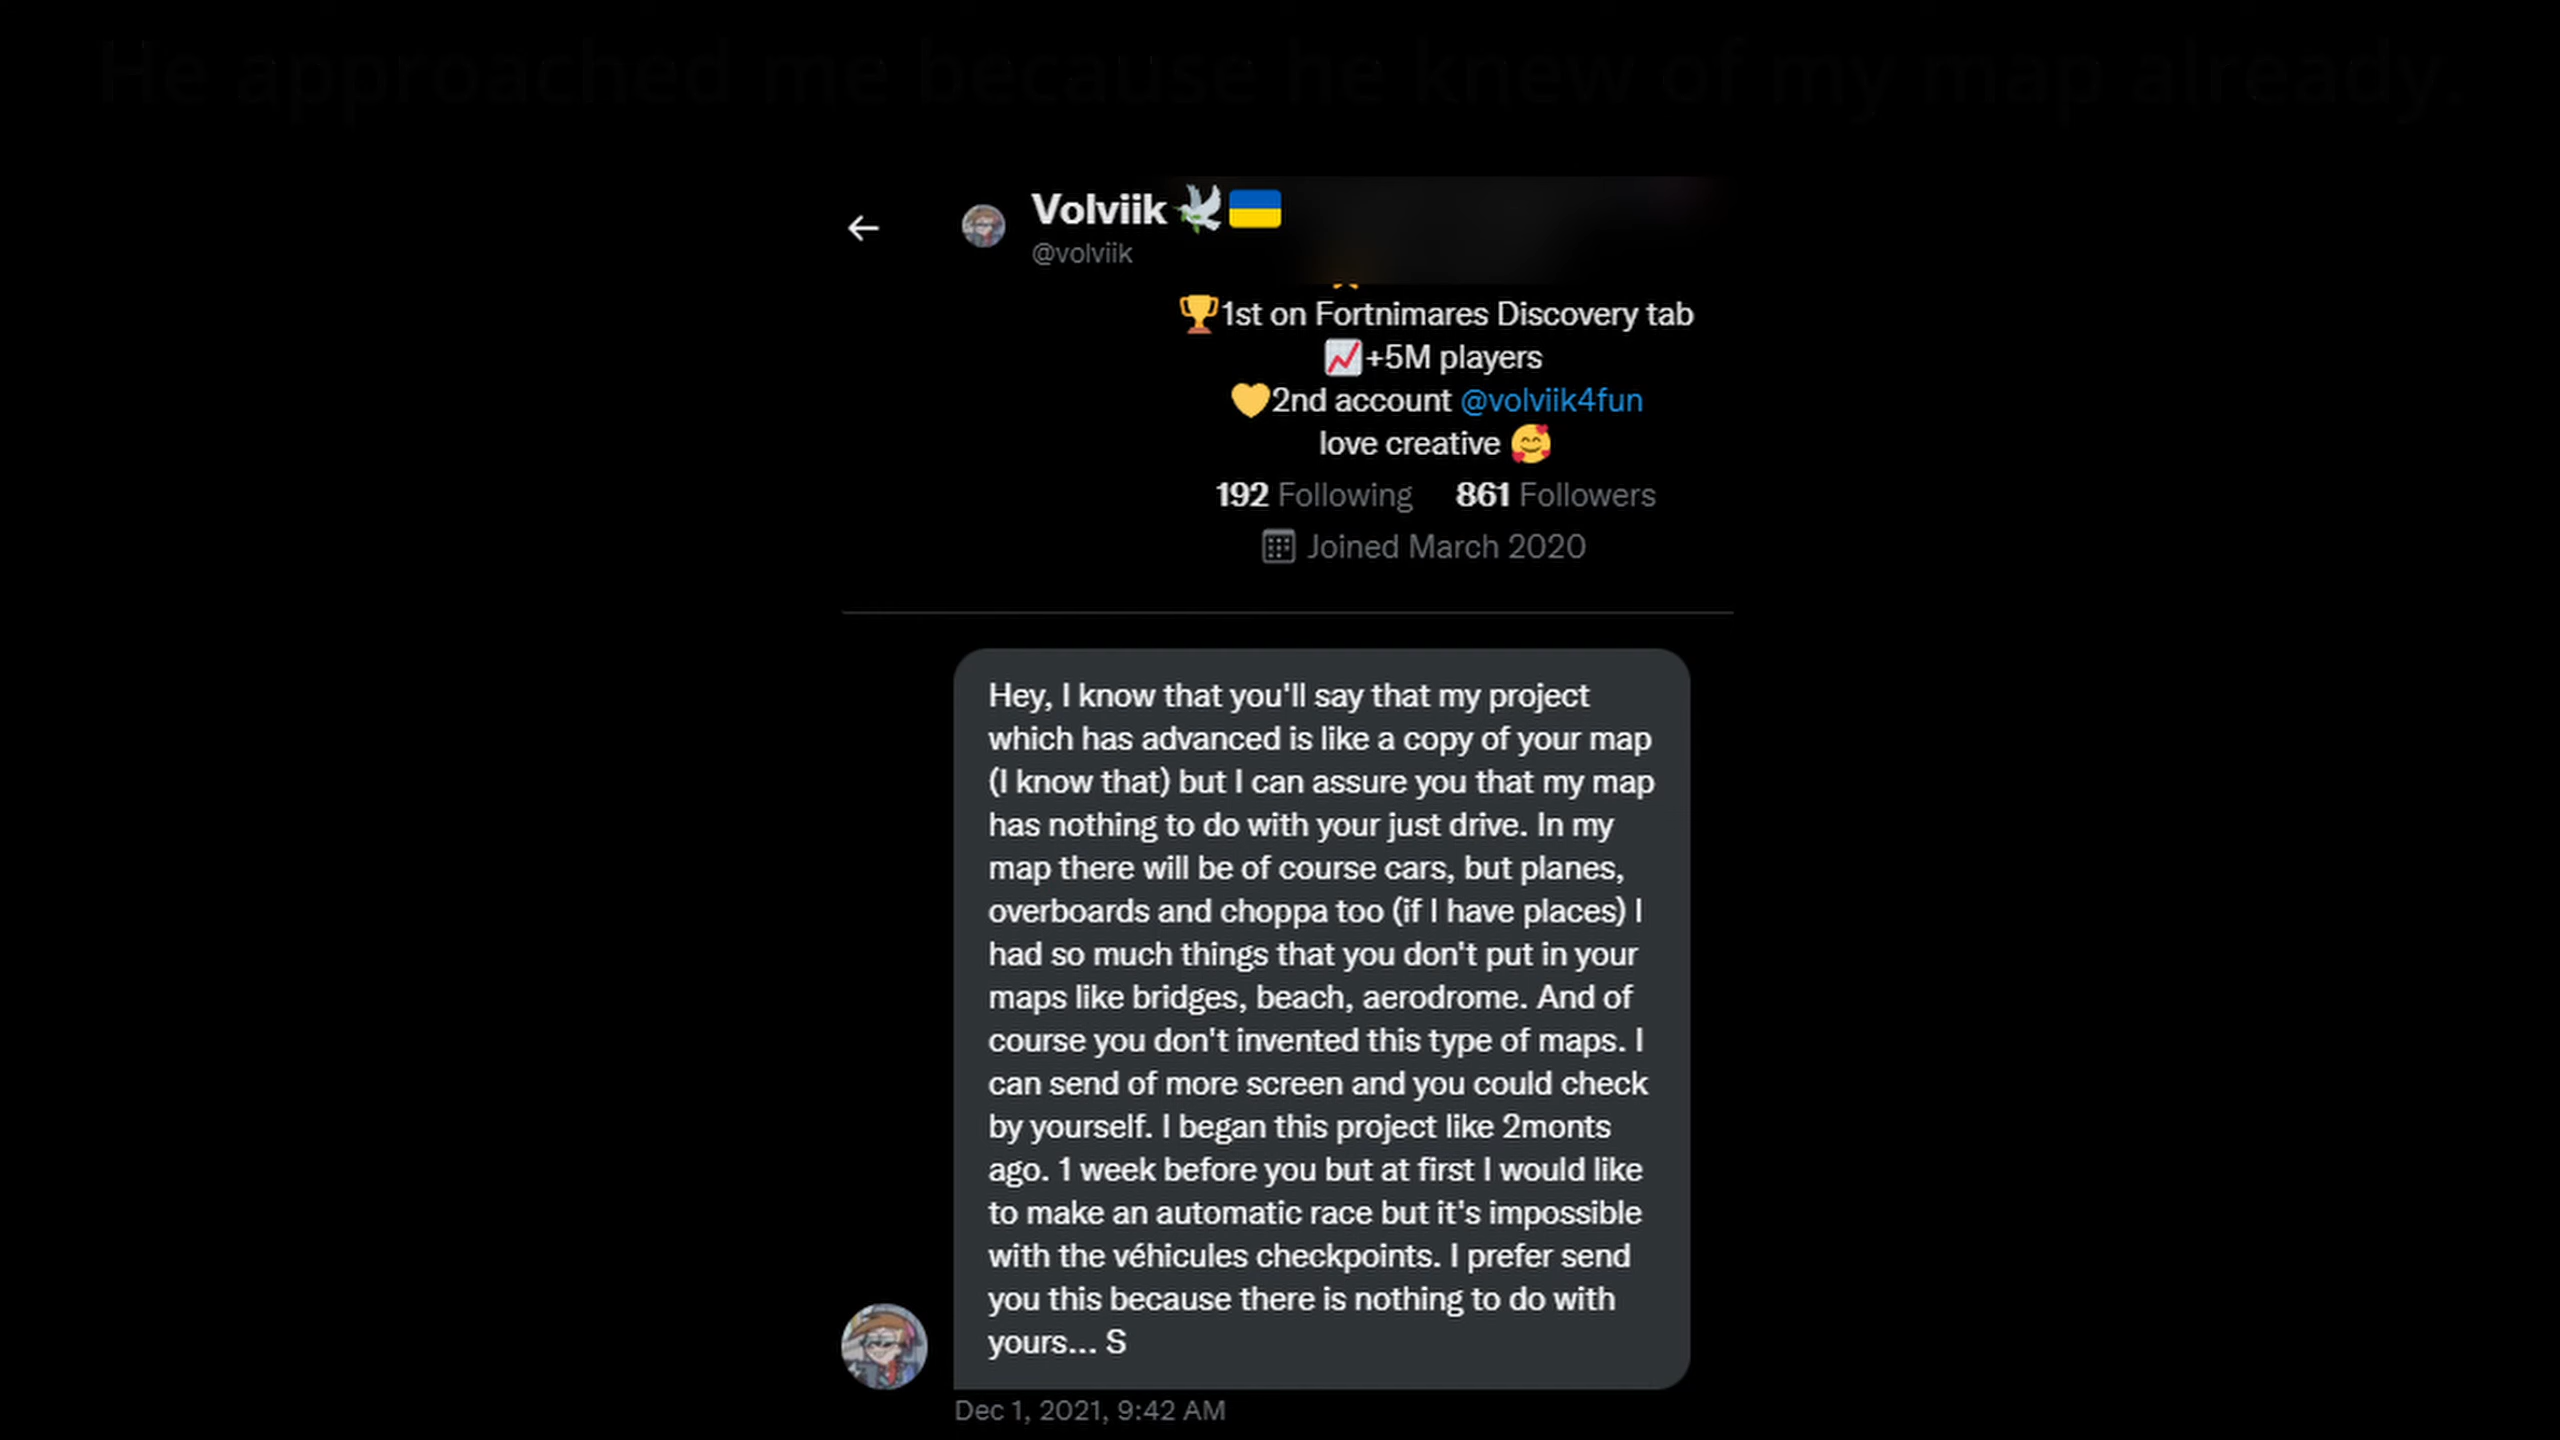 He approached me because he knew of my map already.
Volviik 🕊️🇺🇦
@volviik
🏆1st on Fortnimares Discovery tab
📈+5M players
💛2nd account @volviik4fun
love creative 🥰
192 Following 861 Followers
Joined March 2020
Hey, I know that you'll say that my project
which has advanced is like a copy of your map
(I know that) but I can assure you that my map
has nothing to do with your just drive. In my
map there will be of course cars, but planes,
overboards and choppa too (if I have places) I
had so much things that you don't put in your
maps like bridges, beach, aerodrome. And of
course you don't invented this type of maps. I
can send of more screen and you could check
by yourself. I began this project like 2monts
ago. 1 week before you but at first I would like
to make an automatic race but it's impossible
with the véhicules checkpoints. I prefer send
you this because there is nothing to do with
yours... S
Dec 1, 2021, 9:42 AM